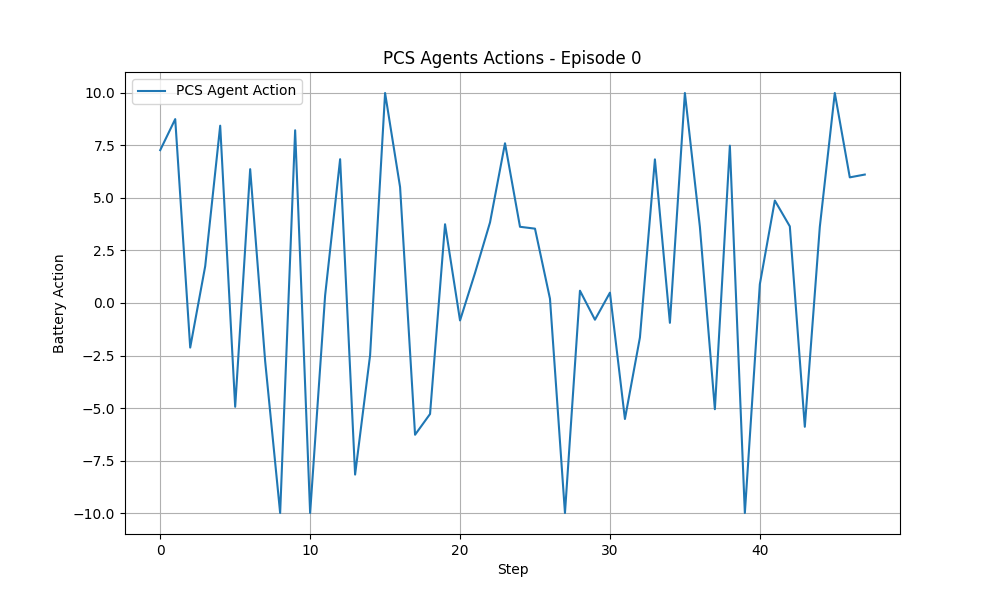 PCS Agents Actions - Episode 0
PCS Agent Action
10.0
7.5
5.0
2.5
0.0
−2.5
−5.0
−7.5
−10.0
Battery Action
0 10 20 30 40
Step